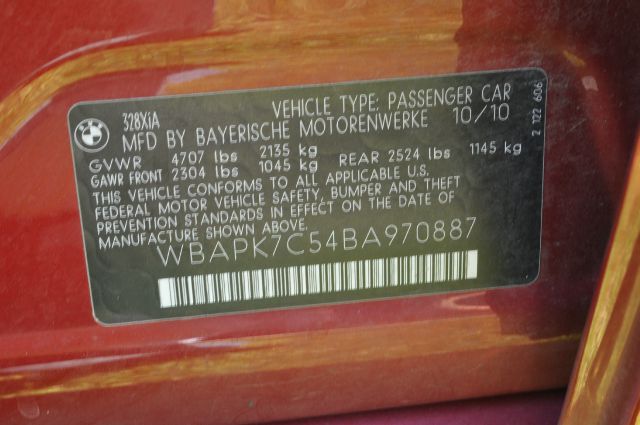 BMW
328XiA
VEHICLE TYPE: PASSENGER CAR
MFD BY BAYERISCHE MOTORENWERKE 10/10
GVWR 4707 lbs 2135 kg
GAWR FRONT 2304 lbs 1045 kg REAR 2524 lbs 1145 kg
THIS VEHICLE CONFORMS TO ALL APPLICABLE U.S.
FEDERAL MOTOR VEHICLE SAFETY, BUMPER AND THEFT
PREVENTION STANDARDS IN EFFECT ON THE DATE OF
MANUFACTURE SHOWN ABOVE.
WBAPK7C54BA970887
2 122 606